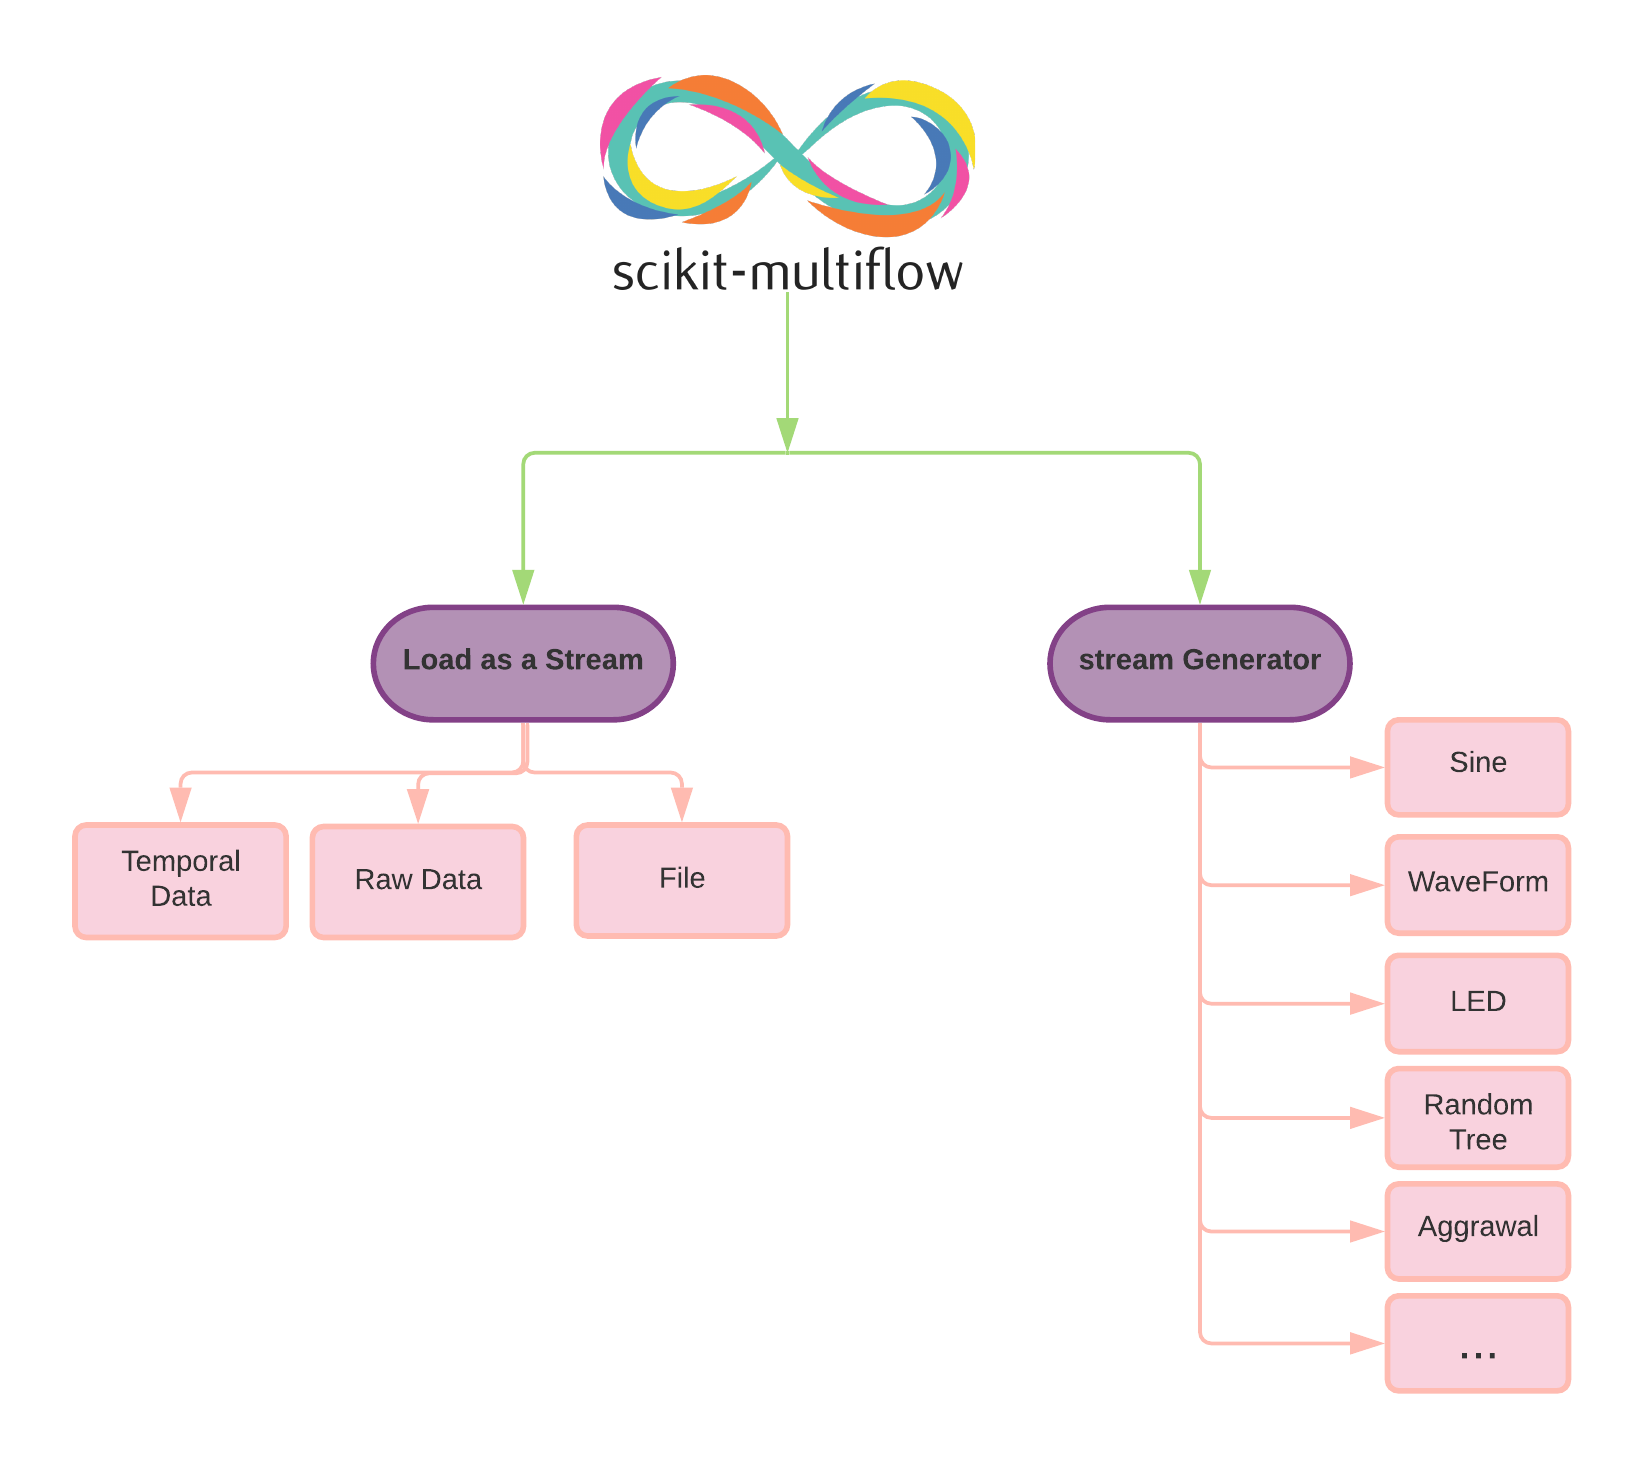 scikit-multiflow
Load as a Stream
stream Generator
Temporal
Data
Raw Data
File
Sine
WaveForm
LED
Random
Tree
Aggrawal
...